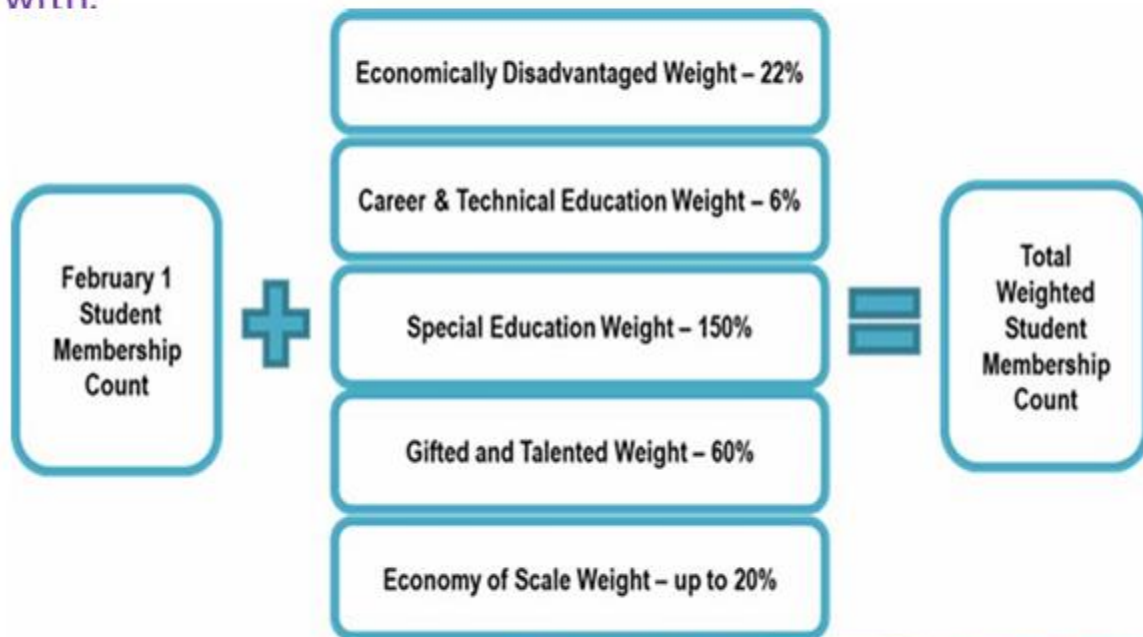 with:
February 1
Student
Membership
Count
Economically Disadvantaged Weight – 22%
Career & Technical Education Weight – 6%
Special Education Weight – 150%
Gifted and Talented Weight – 60%
Economy of Scale Weight – up to 20%
Total
Weighted
Student
Membership
Count